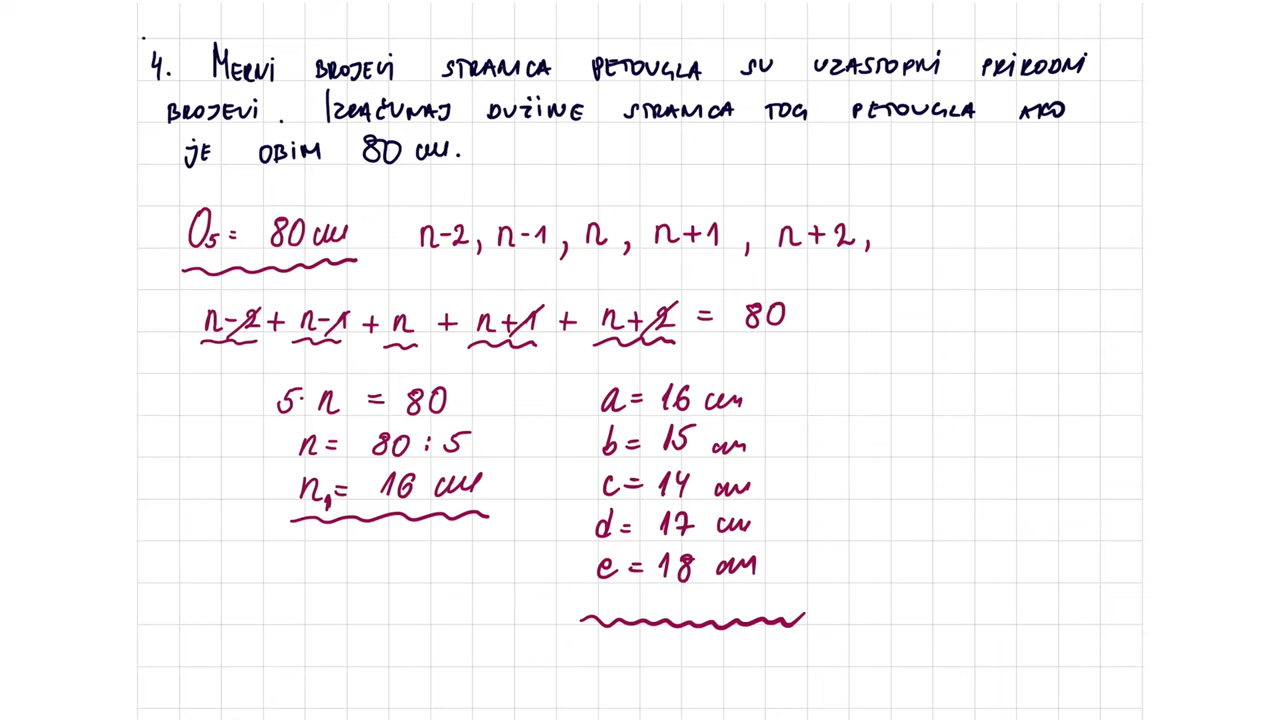 4. MERNI BROJEVI STRANICA PETOUGLA SU UZASTOPNI PRIRODNI
BROJEVI. IZRAČUNAJ DUŽINE STRANICA TOG PETOUGLA AKO
JE OBIM 80 cm.
O₅ = 80 cm n-2, n-1, n, n+1, n+2,
n-2 + n-1 + n + n+1 + n+2 = 80
5·n = 80
n = 80 : 5
n₁ = 16 cm
a = 16 cm
b = 15 cm
c = 14 cm
d = 17 cm
e = 18 cm